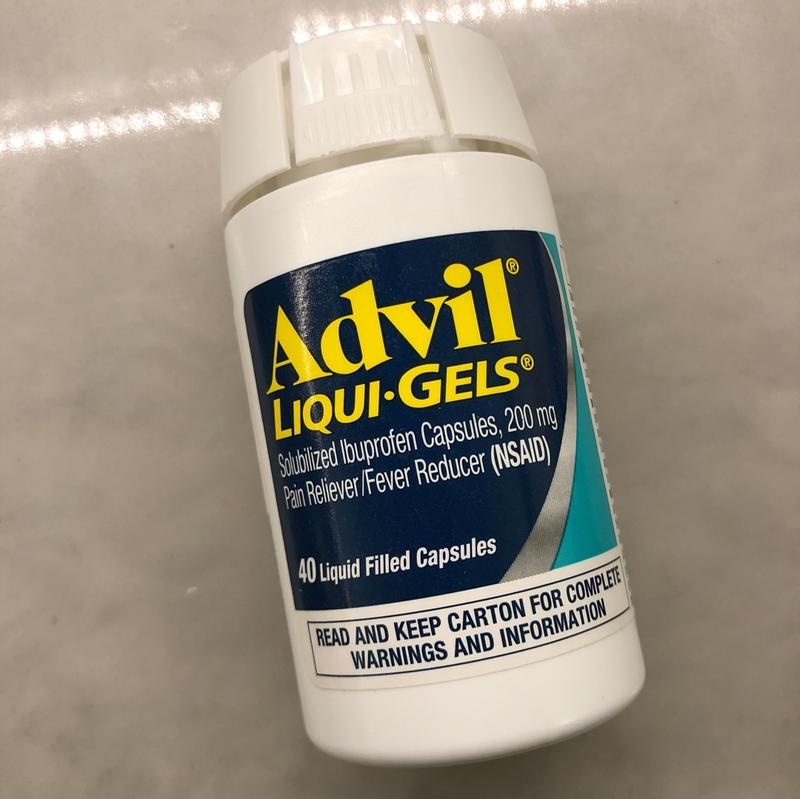 Advil®
LIQUI·GELS®
Solubilized Ibuprofen Capsules, 200 mg
Pain Reliever/Fever Reducer (NSAID)
40 Liquid Filled Capsules
READ AND KEEP CARTON FOR COMPLETE
WARNINGS AND INFORMATION